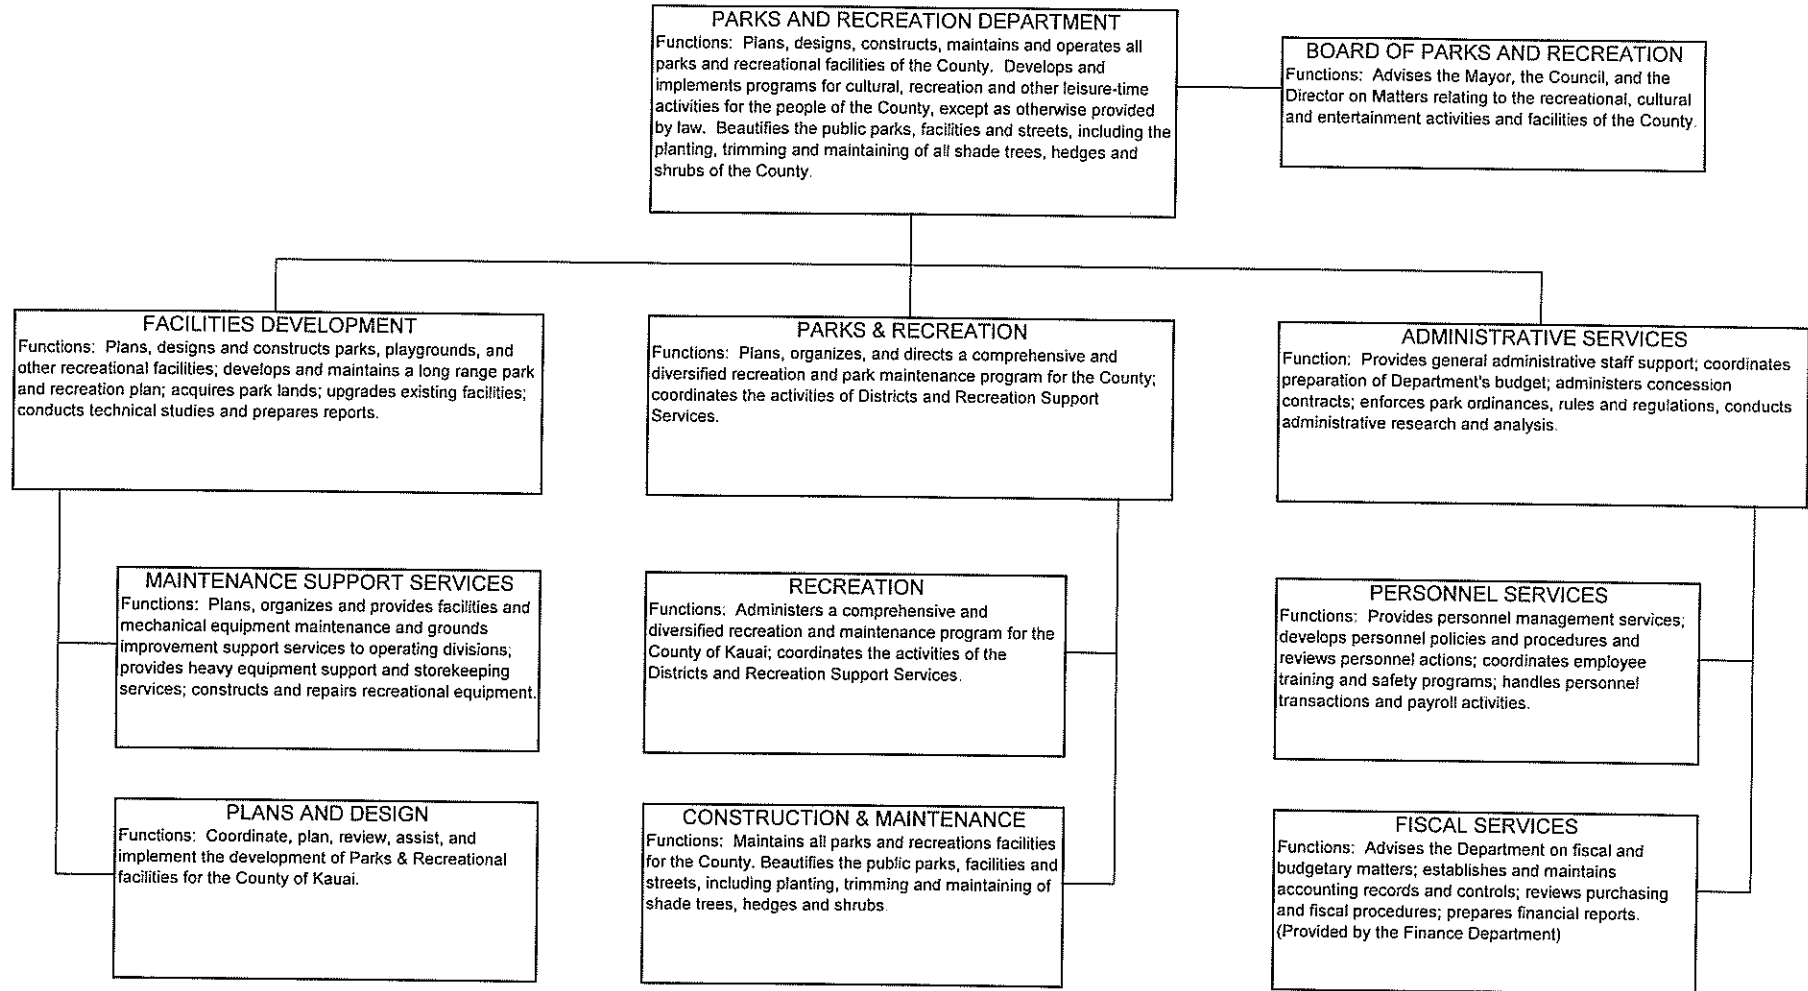 PARKS AND RECREATION DEPARTMENT
Functions: Plans, designs, constructs, maintains and operates all
parks and recreational facilities of the County. Develops and
implements programs for cultural, recreation and other leisure-time
activities for the people of the County, except as otherwise provided
by law. Beautifies the public parks, facilities and streets, including the
planting, trimming and maintaining of all shade trees, hedges and
shrubs of the County.
BOARD OF PARKS AND RECREATION
Functions: Advises the Mayor, the Council, and the
Director on Matters relating to the recreational, cultural
and entertainment activities and facilities of the County.
FACILITIES DEVELOPMENT
Functions: Plans, designs and constructs parks, playgrounds, and
other recreational facilities; develops and maintains a long range park
and recreation plan; acquires park lands; upgrades existing facilities;
conducts technical studies and prepares reports.
PARKS & RECREATION
Functions: Plans, organizes, and directs a comprehensive and
diversified recreation and park maintenance program for the County;
coordinates the activities of Districts and Recreation Support
Services.
ADMINISTRATIVE SERVICES
Function: Provides general administrative staff support; coordinates
preparation of Department's budget; administers concession
contracts; enforces park ordinances, rules and regulations, conducts
administrative research and analysis.
MAINTENANCE SUPPORT SERVICES
Functions: Plans, organizes and provides facilities and
mechanical equipment maintenance and grounds
improvement support services to operating divisions;
provides heavy equipment support and storekeeping
services; constructs and repairs recreational equipment.
RECREATION
Functions: Administers a comprehensive and
diversified recreation and maintenance program for the
County of Kauai; coordinates the activities of the
Districts and Recreation Support Services.
PERSONNEL SERVICES
Functions: Provides personnel management services;
develops personnel policies and procedures and
reviews personnel actions; coordinates employee
training and safety programs; handles personnel
transactions and payroll activities.
PLANS AND DESIGN
Functions: Coordinate, plan, review, assist, and
implement the development of Parks & Recreational
facilities for the County of Kauai.
CONSTRUCTION & MAINTENANCE
Functions: Maintains all parks and recreations facilities
for the County. Beautifies the public parks, facilities and
streets, including planting, trimming and maintaining of
shade trees, hedges and shrubs.
FISCAL SERVICES
Functions: Advises the Department on fiscal and
budgetary matters; establishes and maintains
accounting records and controls; reviews purchasing
and fiscal procedures; prepares financial reports.
(Provided by the Finance Department)